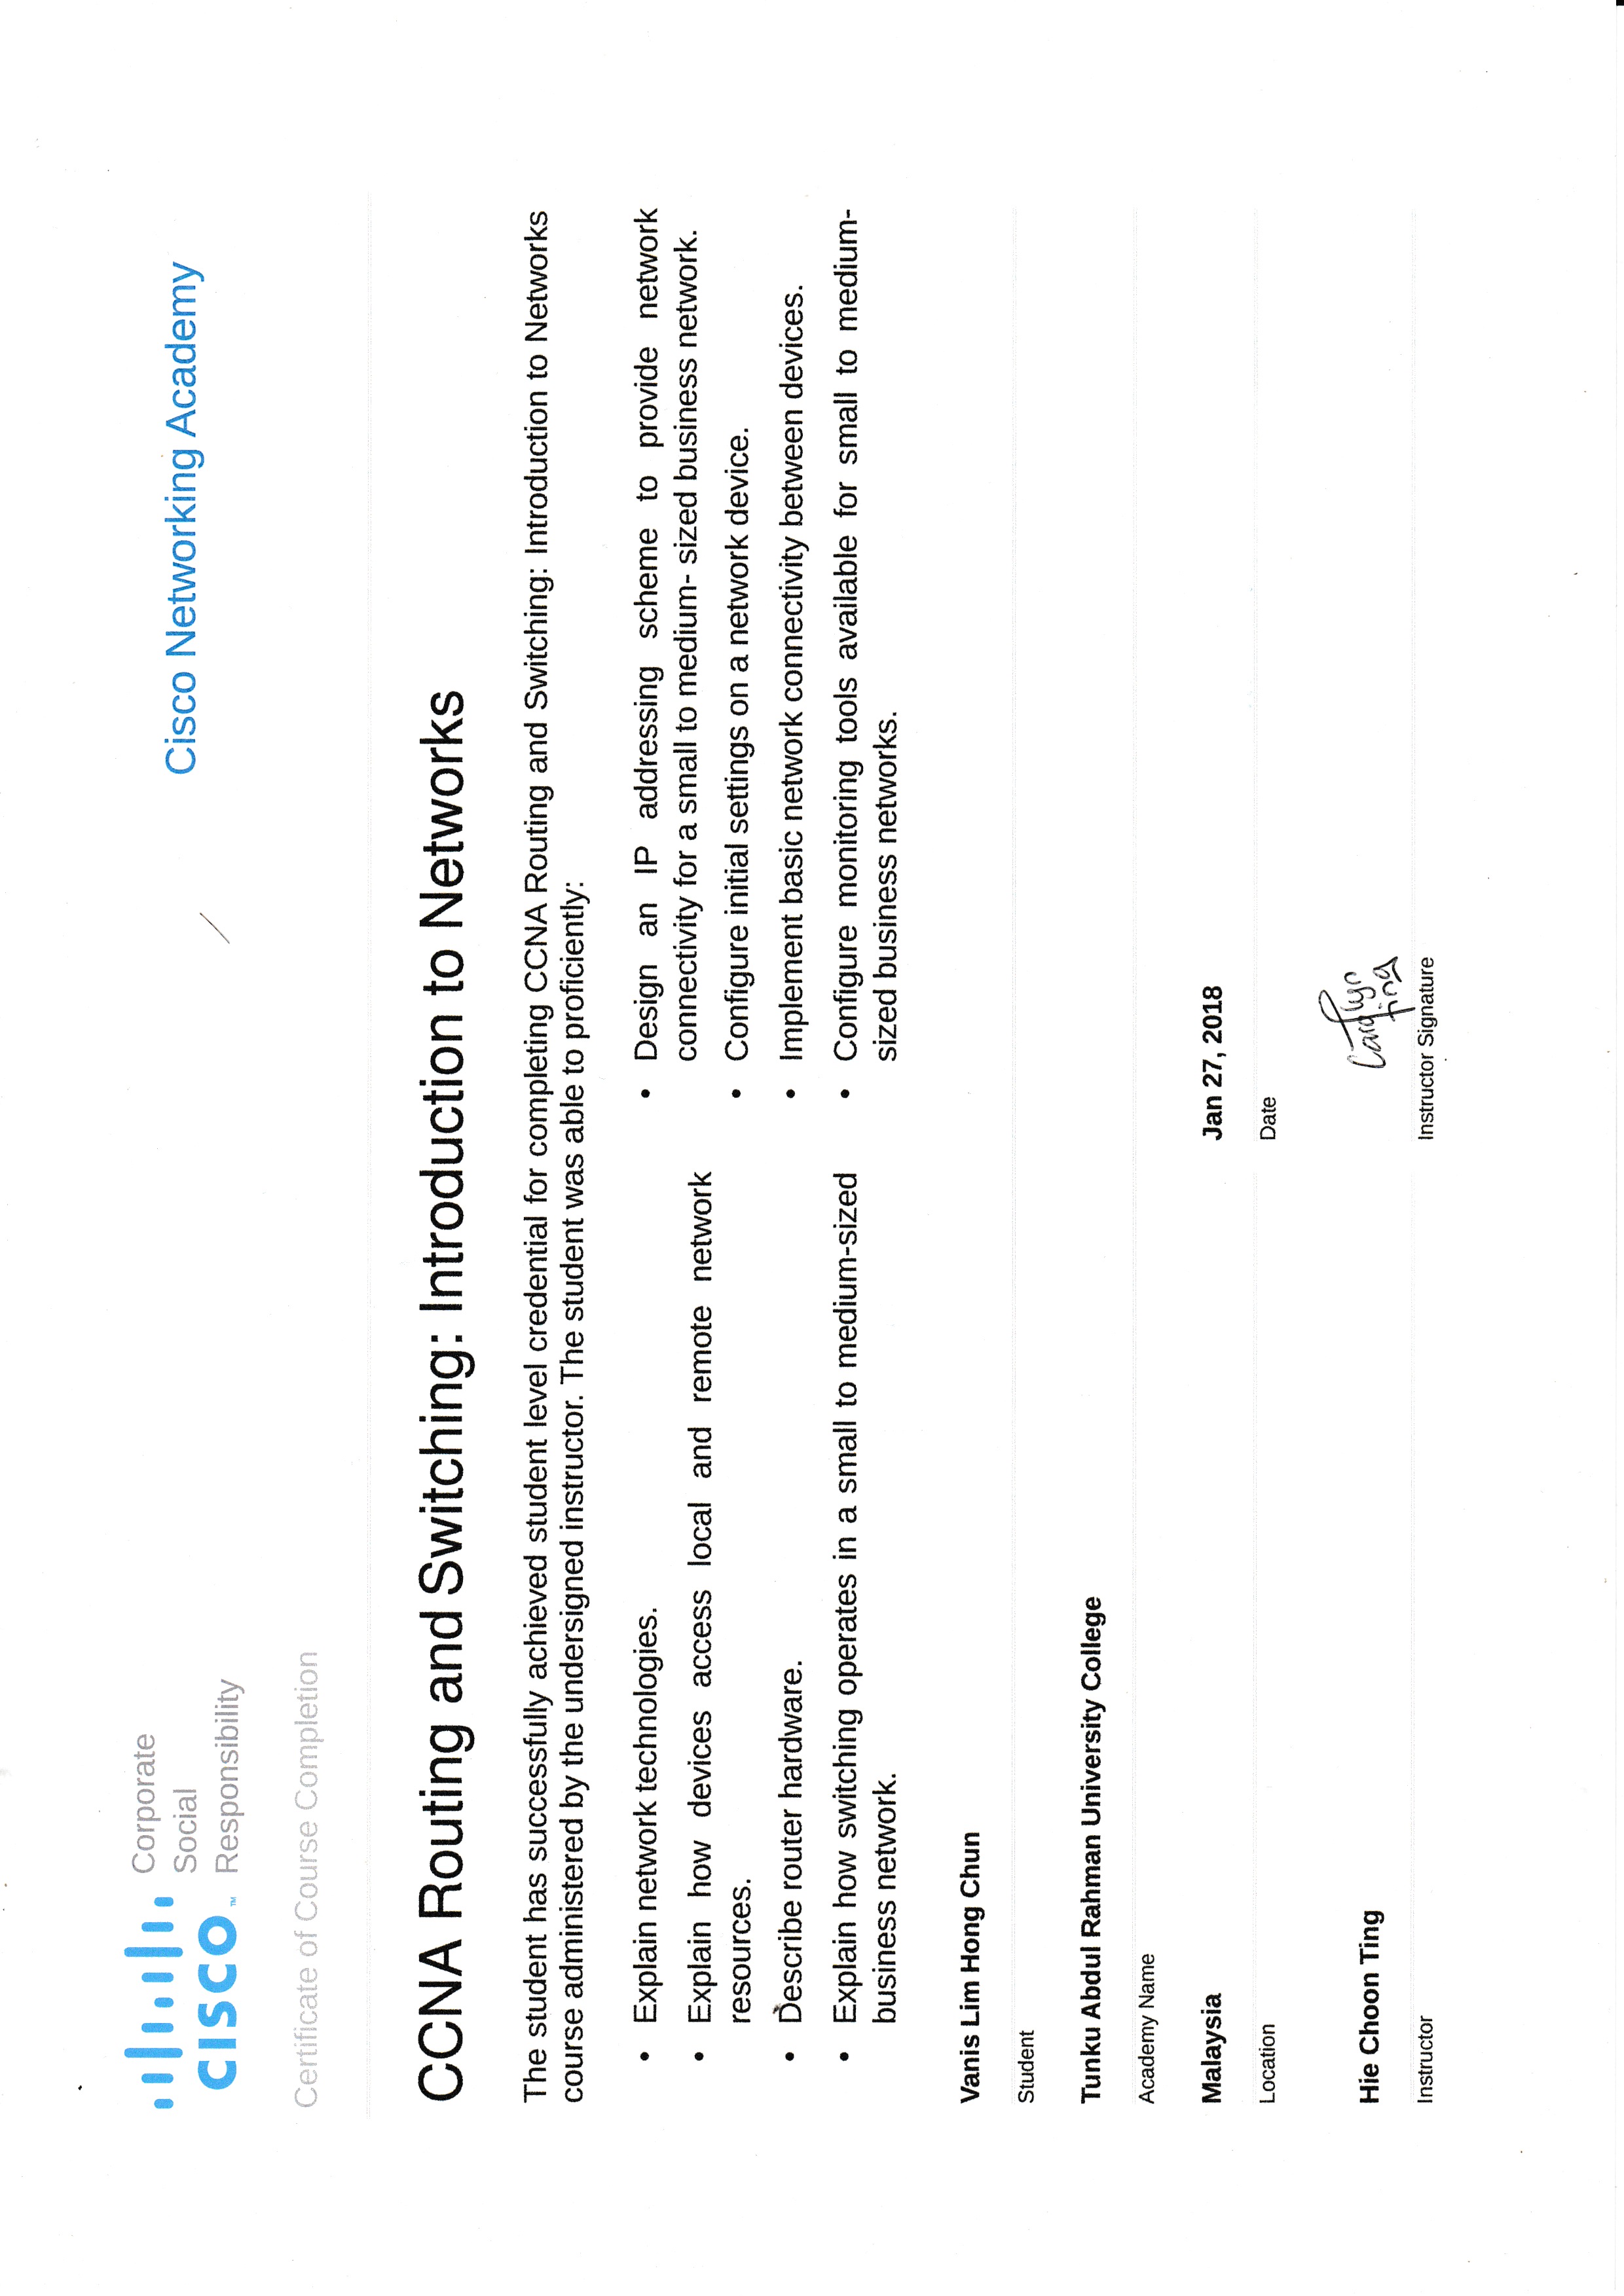 Corporate
Social
Responsibility
CISCO™
Cisco Networking Academy
Certificate of Course Completion
CCNA Routing and Switching: Introduction to Networks
The student has successfully achieved student level credential for completing CCNA Routing and Switching: Introduction to Networks
course administered by the undersigned instructor. The student was able to proficiently:
• Explain network technologies.
• Explain how devices access local and remote network
resources.
• Describe router hardware.
• Explain how switching operates in a small to medium-sized
business network.
• Design an IP addressing scheme to provide network
connectivity for a small to medium- sized business network.
• Configure initial settings on a network device.
• Implement basic network connectivity between devices.
• Configure monitoring tools available for small to medium-
sized business networks.
Vanis Lim Hong Chun
Student
Tunku Abdul Rahman University College
Academy Name
Malaysia
Location
Jan 27, 2018
Date
Hie Choon Ting
Instructor
Carolyn
Ting
Instructor Signature